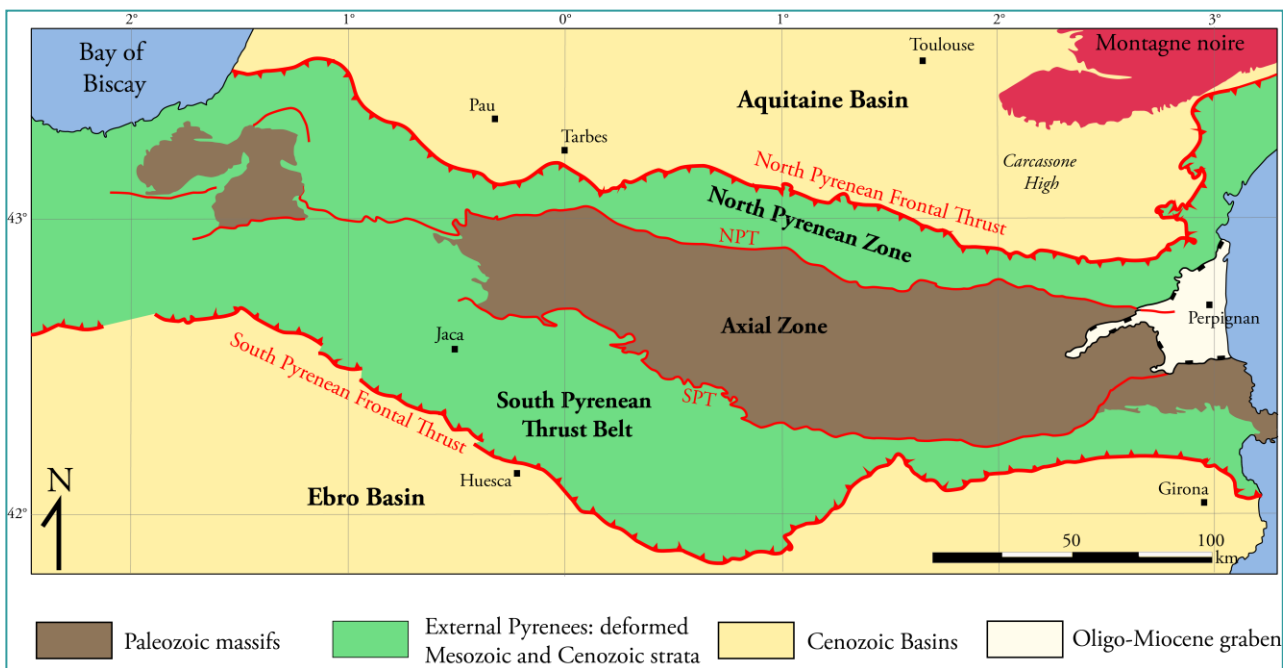 2° 1° 0° 1° 2° 3°
Bay of
Biscay
Toulouse
Montagne noire
Pau
Aquitaine Basin
Tarbes
Carcassone
High
North Pyrenean Frontal Thrust
43°
North Pyrenean
Zone
NPT
Axial Zone
Perpignan
Jaca
South Pyrenean Frontal Thrust
SPT
South Pyrenean
Thrust Belt
Huesca
N
Ebro Basin
Girona
42°
50 100
km
Paleozoic massifs
External Pyrenees: deformed
Mesozoic and Cenozoic strata
Cenozoic Basins
Oligo-Miocene graben